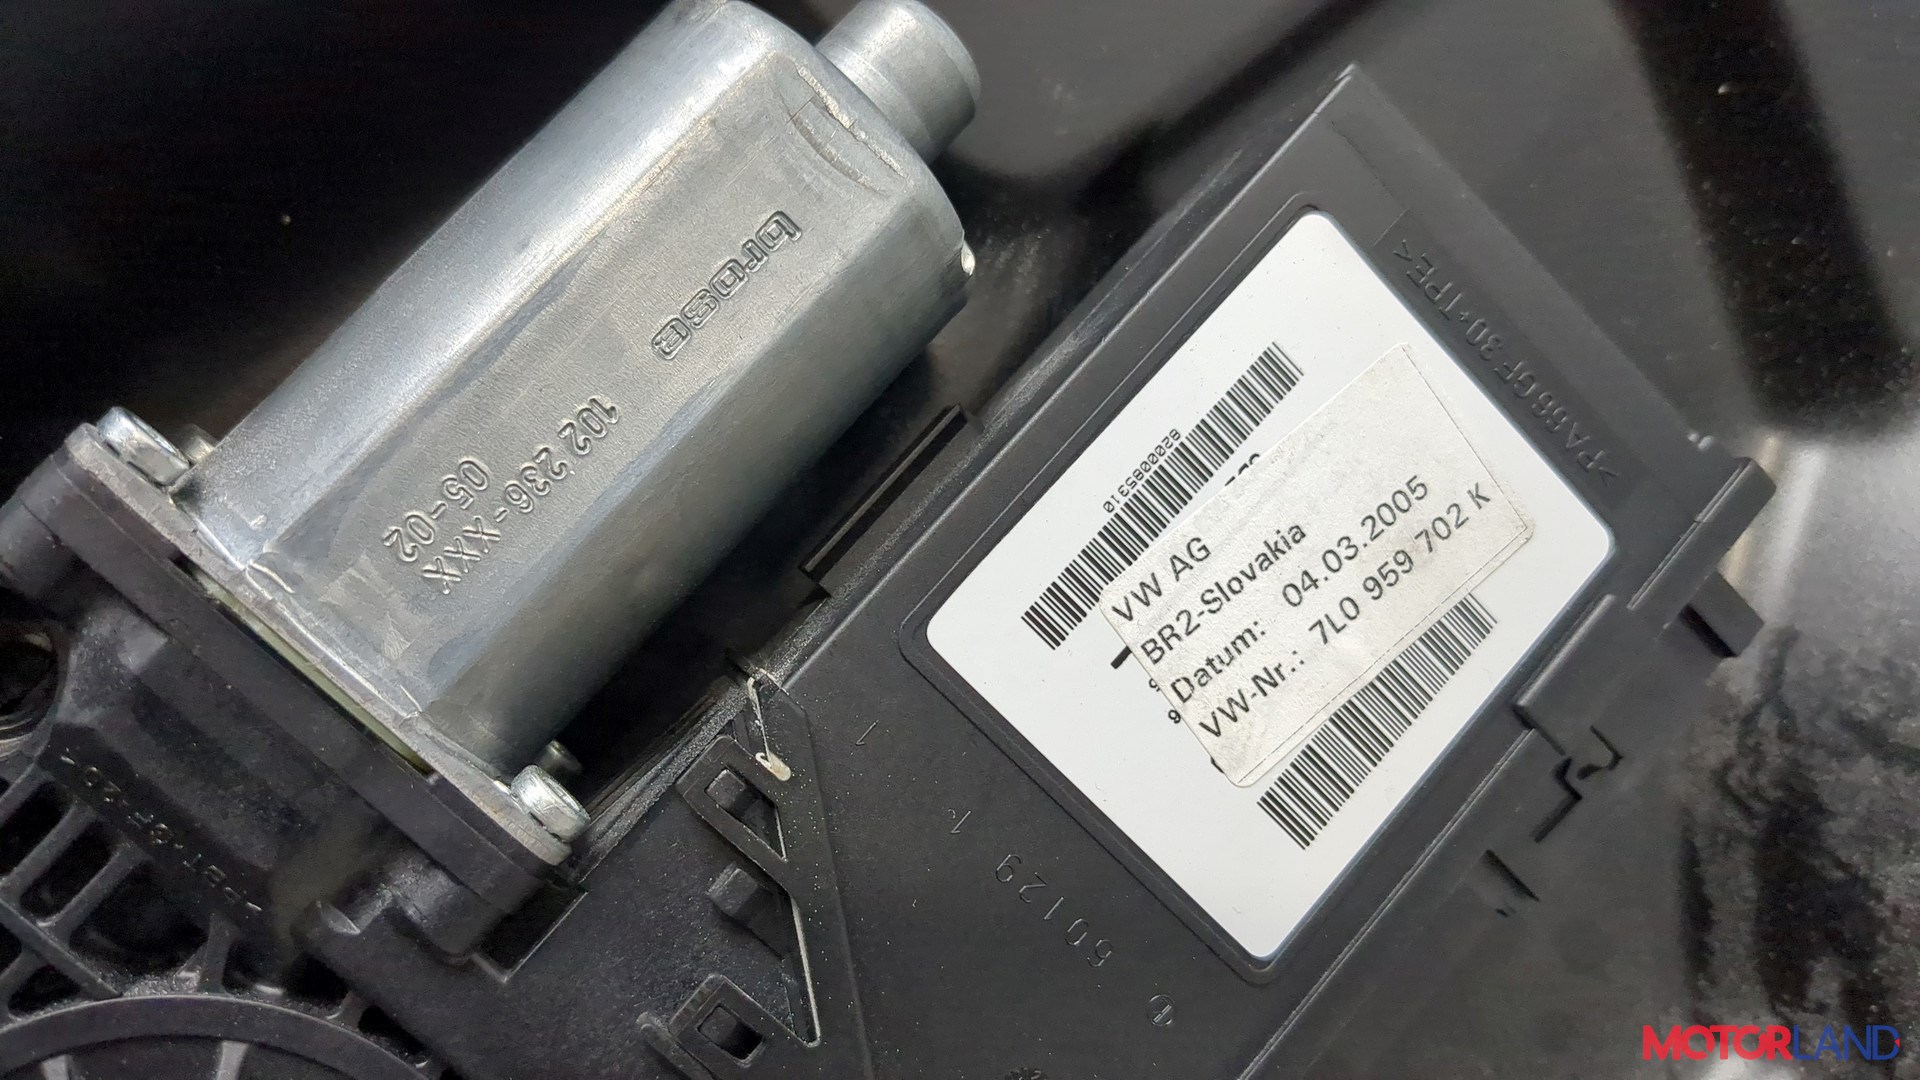 brose
102 236-XXX
05-02
8200085310
VW AG
BR2-Slovakia
Datum: 04.03.2005
VW-Nr.: 7L0 959 702 K
>PA66GF30+TPE<
60129
MOTORLAND